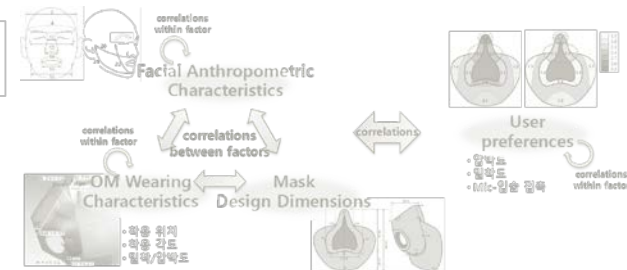 correlations
within factor
Facial Anthropometric
Characteristics
correlations
within factor
correlations
between factors
correlations
User
preferences
•압박도
•밀착도
•Mic-입술 접촉
correlations
within factor
OM Wearing
Characteristics
Mask
Design Dimensions
•착용 위치
•착용 각도
•밀착/압박도